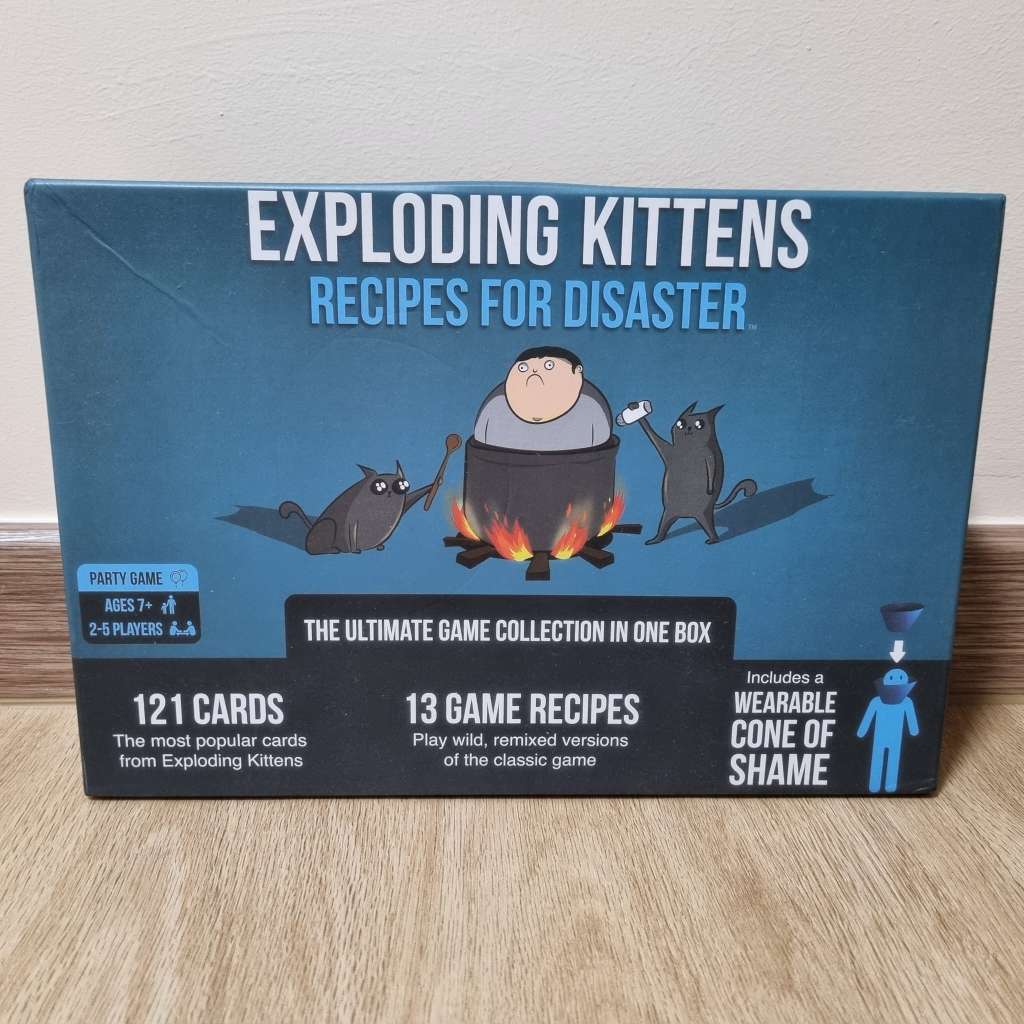 EXPLODING KITTENS
RECIPES FOR DISASTER™
PARTY GAME
AGES 7+
2-5 PLAYERS
THE ULTIMATE GAME COLLECTION IN ONE BOX
121 CARDS
The most popular cards
from Exploding Kittens
13 GAME RECIPES
Play wild, remixed versions
of the classic game
Includes a
WEARABLE
CONE OF
SHAME